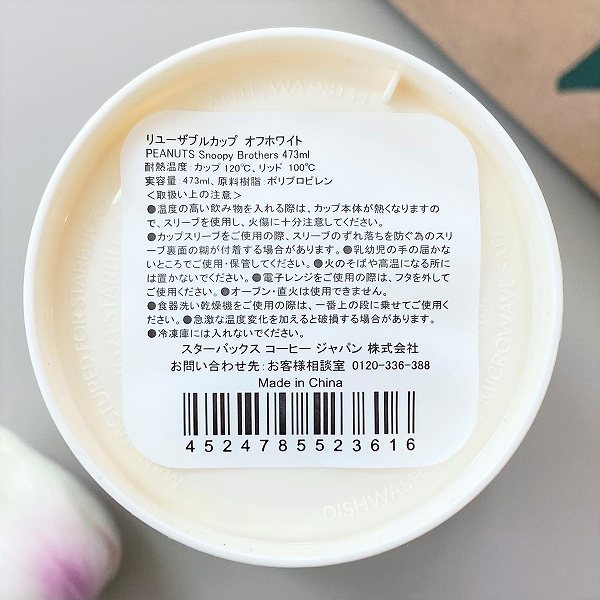 リユーザブルカップ オフホワイト
PEANUTS Snoopy Brothers 473ml
耐熱温度:カップ 120℃、リッド 100℃
実容量:473ml、原料樹脂:ポリプロピレン
<取扱い上の注意>
●温度の高い飲み物を入れる際は、カップ本体が熱くなりますの
で、スリーブを使用し、火傷に十分注意してください。
●カップスリーブをご使用の際、スリーブのずれ落ちを防ぐ為のスリ
ーブ裏面の糊が付着する場合があります。●乳幼児の手の届かな
いところでご使用・保管してください。●火のそばや高温になる所に
は置かないでください。●電子レンジをご使用の際は、フタを外して
ご使用ください。●オーブン・直火は使用できません。
●食器洗い乾燥機をご使用の際は、一番上の段に乗せてご使用く
ださい。●急激な温度変化を加えると破損する場合があります。
●冷凍庫には入れないでください。
スターバックス コーヒー ジャパン 株式会社
お問い合わせ先:お客様相談室 0120-336-388
Made in China
4524785523616
DISHWASHE
MICRO